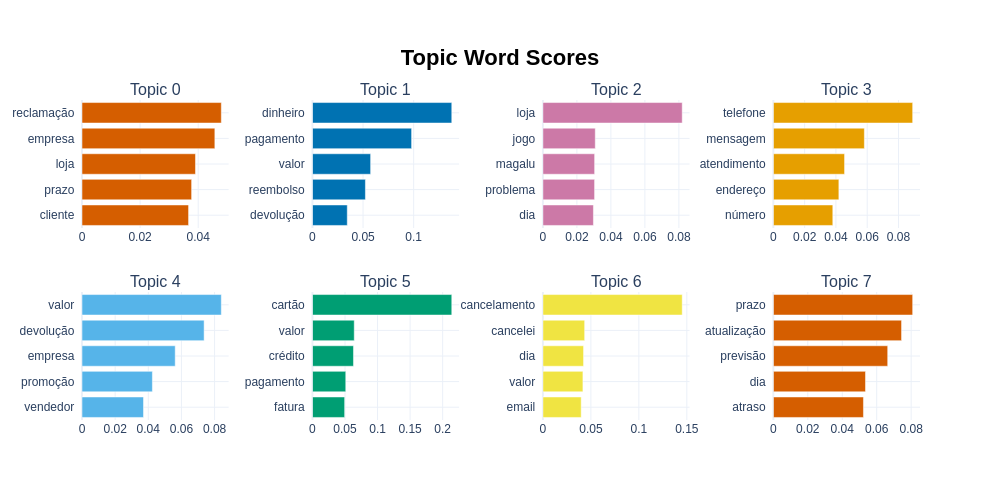 Topic Word Scores
Topic 0
reclamação
empresa
loja
prazo
cliente
0 0.02 0.04
Topic 1
dinheiro
pagamento
valor
reembolso
devolução
0 0.05 0.1
Topic 2
loja
jogo
magalu
problema
dia
0 0.02 0.04 0.06 0.08
Topic 3
telefone
mensagem
atendimento
endereço
número
0 0.02 0.04 0.06 0.08
Topic 4
valor
devolução
empresa
promoção
vendedor
0 0.02 0.04 0.06 0.08
Topic 5
cartão
valor
crédito
pagamento
fatura
0 0.05 0.1 0.15 0.2
Topic 6
cancelamento
cancelei
dia
valor
email
0 0.05 0.1 0.15
Topic 7
prazo
atualização
previsão
dia
atraso
0 0.02 0.04 0.06 0.08